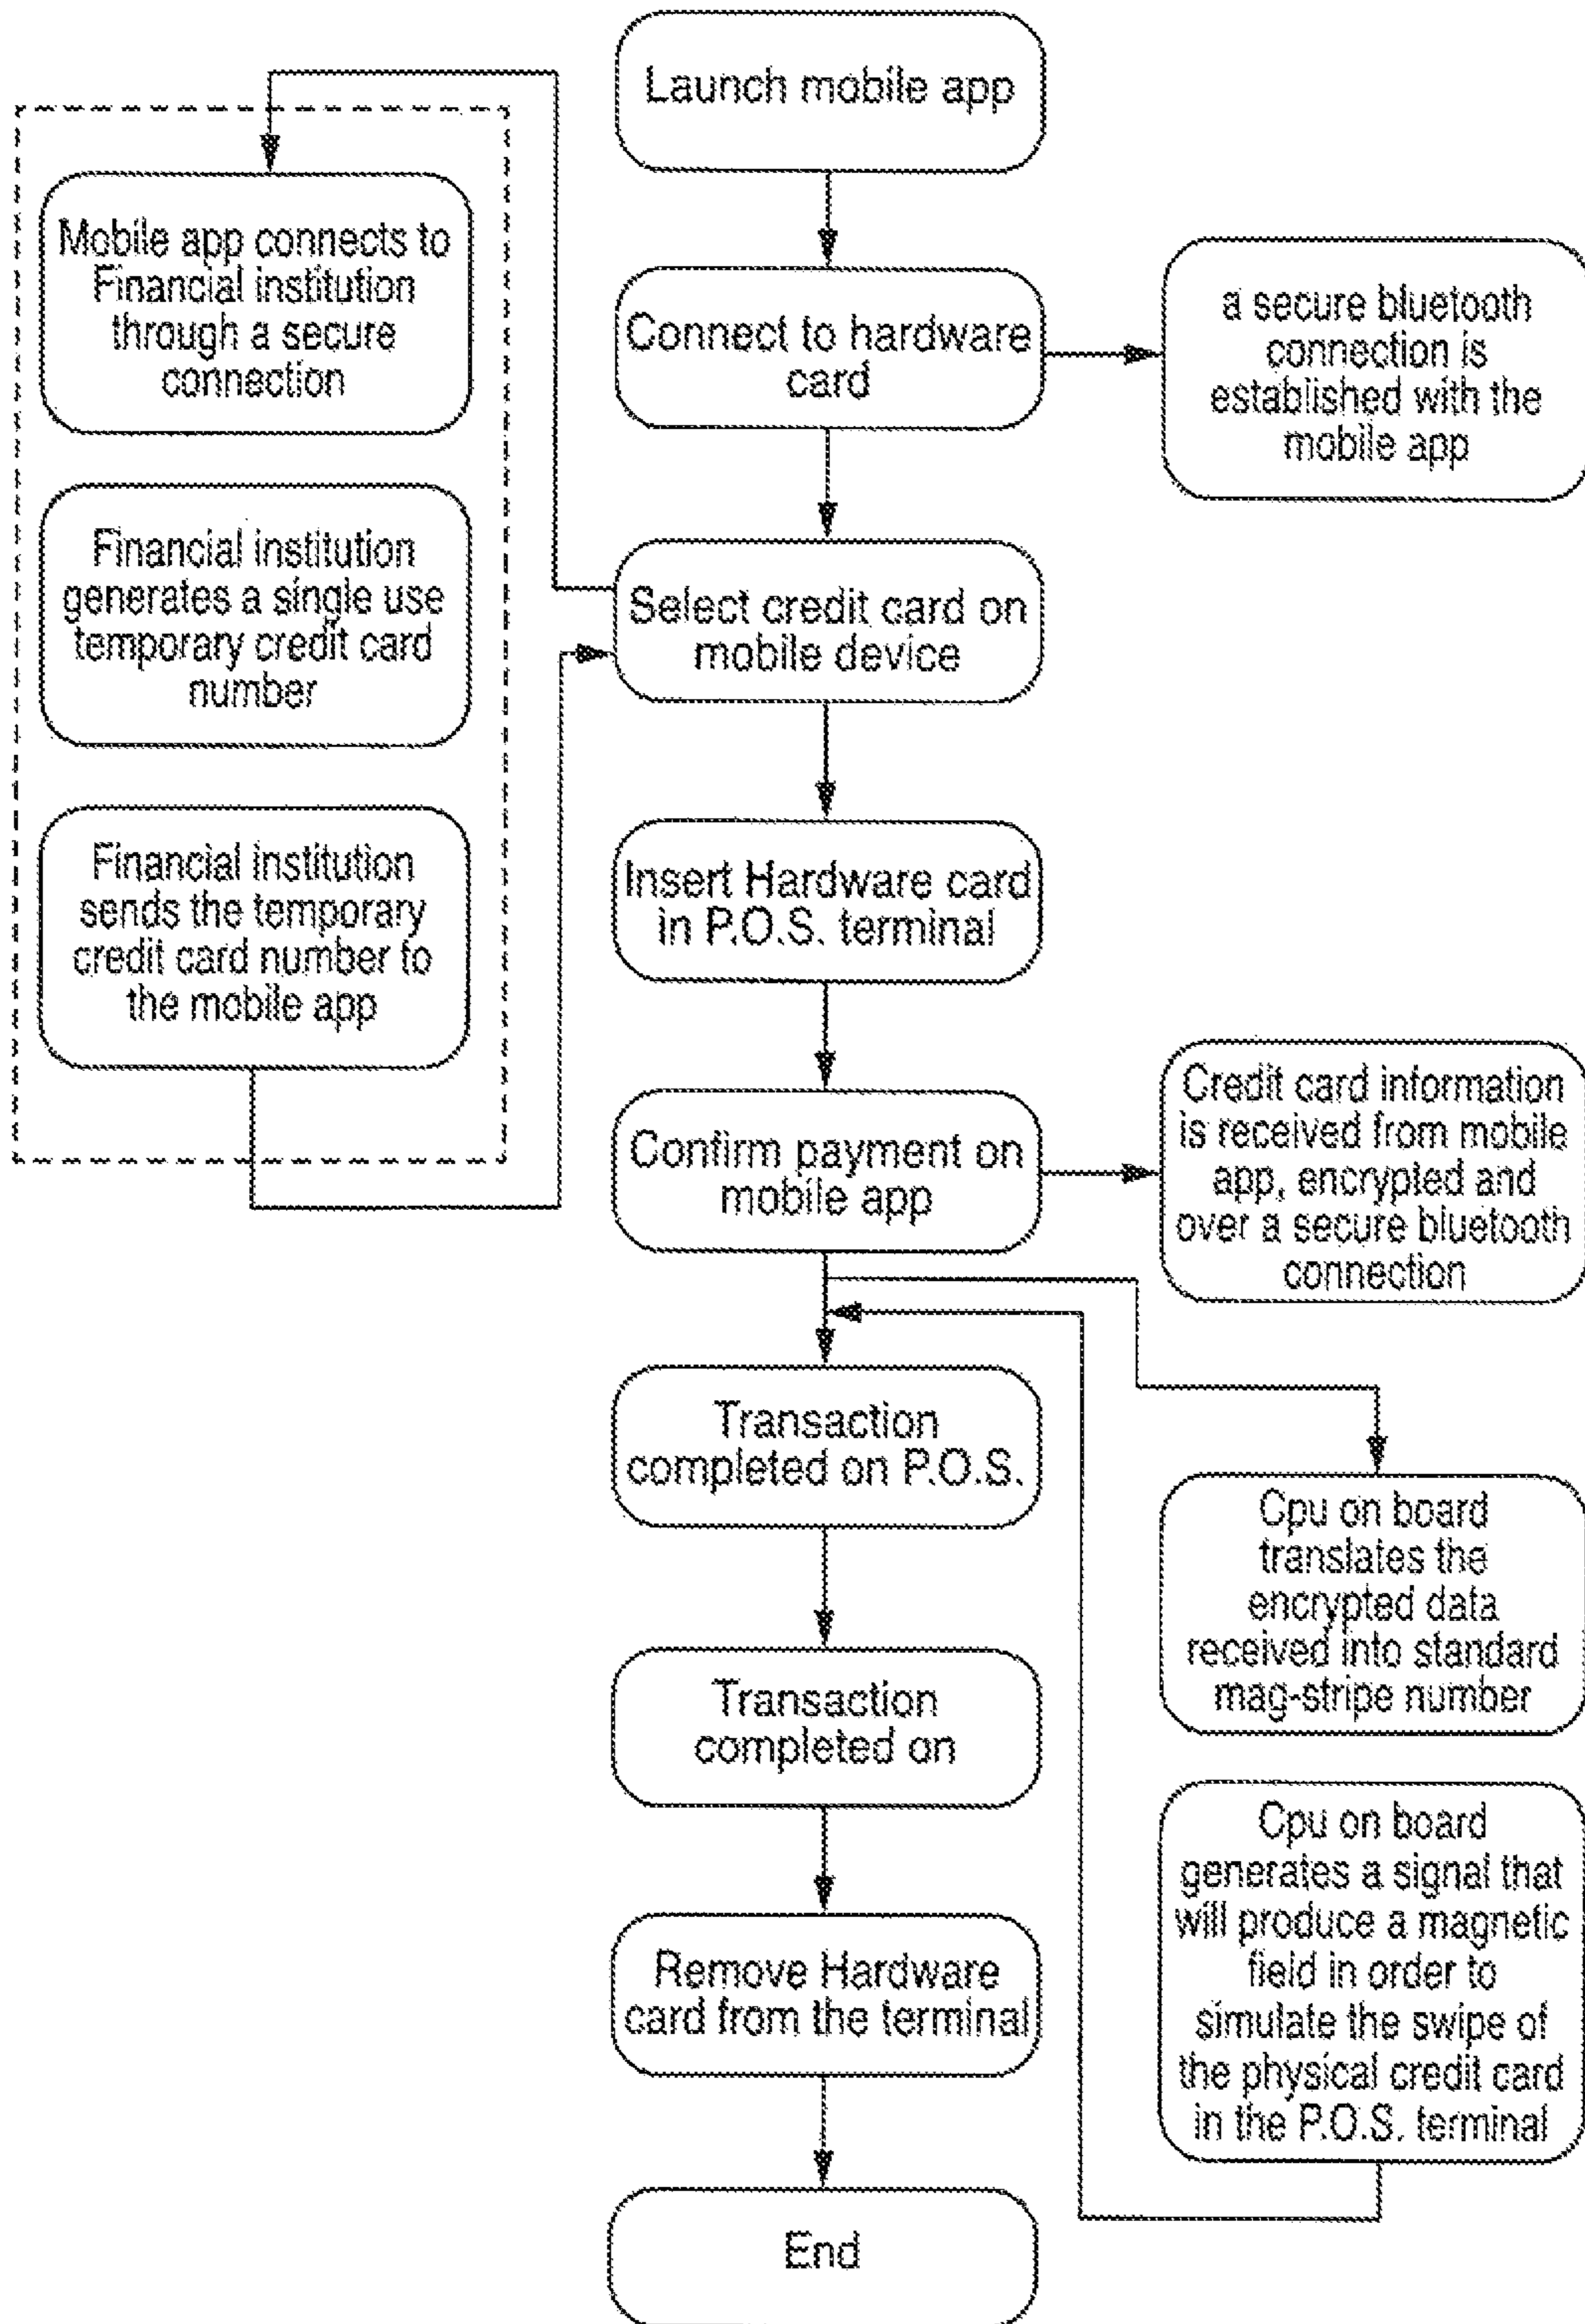 Launch mobile app
Mobile app connects to
Financial institution
through a secure
connection
Connect to hardware
card
a secure bluetooth
connection is
established with the
mobile app
Financial institution
generates a single use
temporary credit card
number
Select credit card on
mobile device
Financial institution
sends the temporary
credit card number to
the mobile app
Insert Hardware card
in P.O.S. terminal
Confirm payment on
mobile app
Credit card information
is received from mobile
app, encrypted and
over a secure bluetooth
connection
Transaction
completed on P.O.S.
Cpu on board
translates the
encrypted data
received into standard
mag-stripe number
Transaction
completed on
Cpu on board
generates a signal that
will produce a magnetic
field in order to
simulate the swipe of
the physical credit card
in the P.O.S. terminal
Remove Hardware
card from the terminal
End